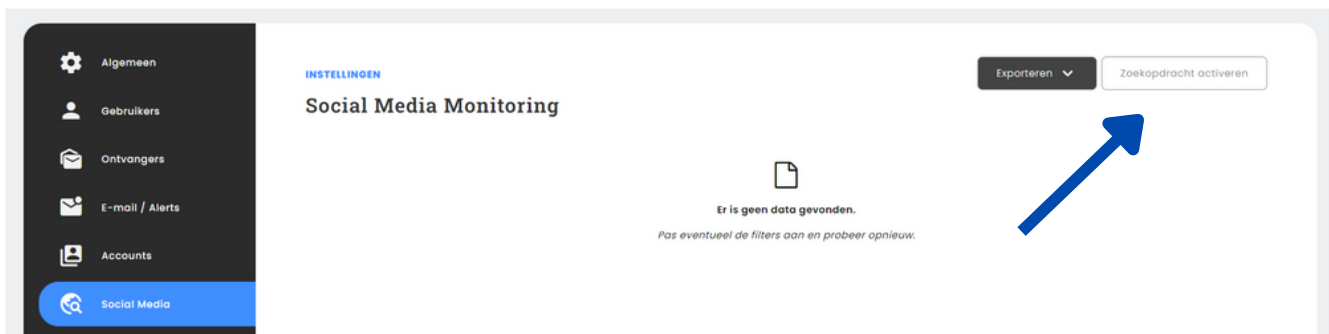 Algemeen
Gebruikers
Ontvangers
E-mail / Alerts
Accounts
Social Media
INSTELLINGEN
Social Media Monitoring
Exporteren
Zoekopdracht activeren
Er is geen data gevonden.
Pas eventueel de filters aan en probeer opnieuw.